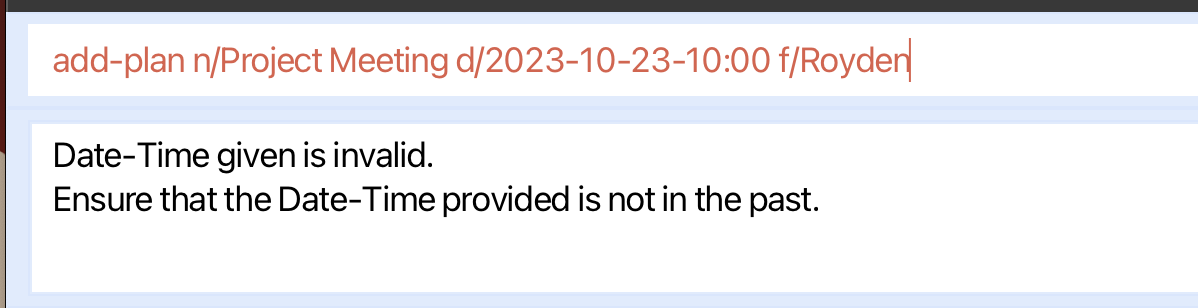 add-plan n/Project Meeting d/2023-10-23-10:00 f/Royden
Date-Time given is invalid.
Ensure that the Date-Time provided is not in the past.